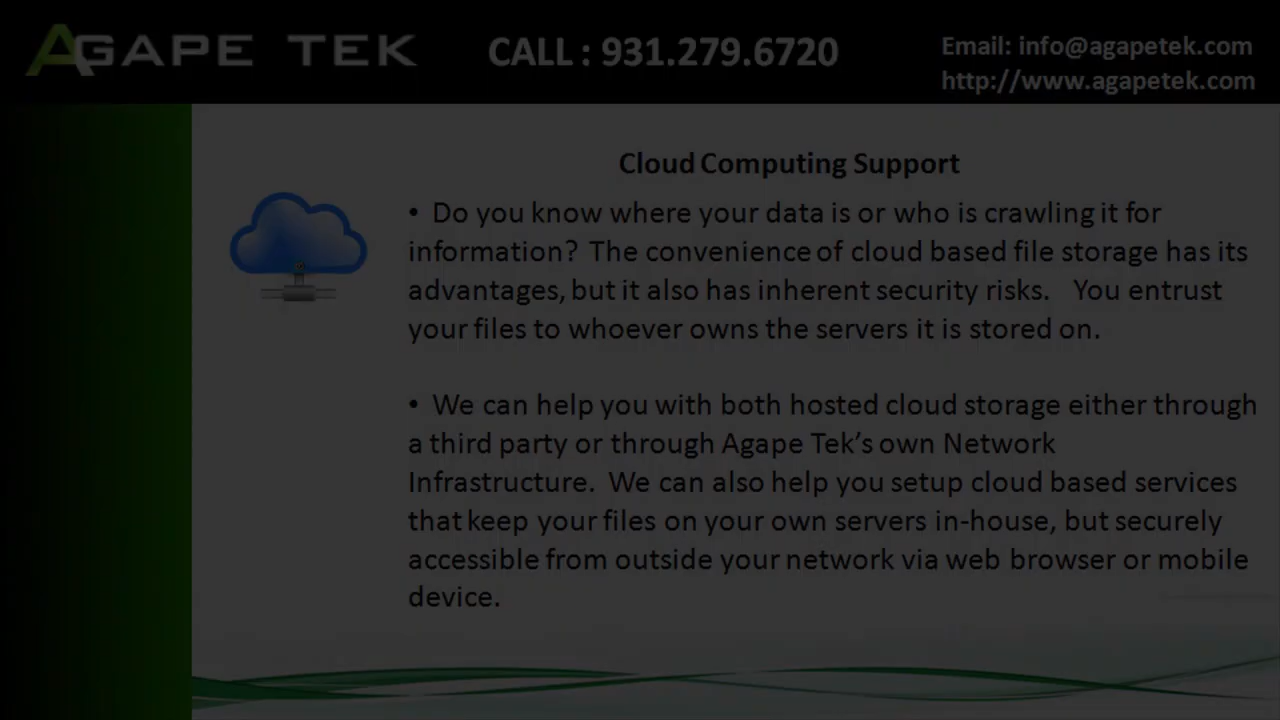 AGAPE TEK
CALL : 931.279.6720
Email: info@agapetek.com
http://www.agapetek.com
Cloud Computing Support
• Do you know where your data is or who is crawling it for
information? The convenience of cloud based file storage has its
advantages, but it also has inherent security risks. You entrust
your files to whoever owns the servers it is stored on.
• We can help you with both hosted cloud storage either through
a third party or through Agape Tek’s own Network
Infrastructure. We can also help you setup cloud based services
that keep your files on your own servers in-house, but securely
accessible from outside your network via web browser or mobile
device.